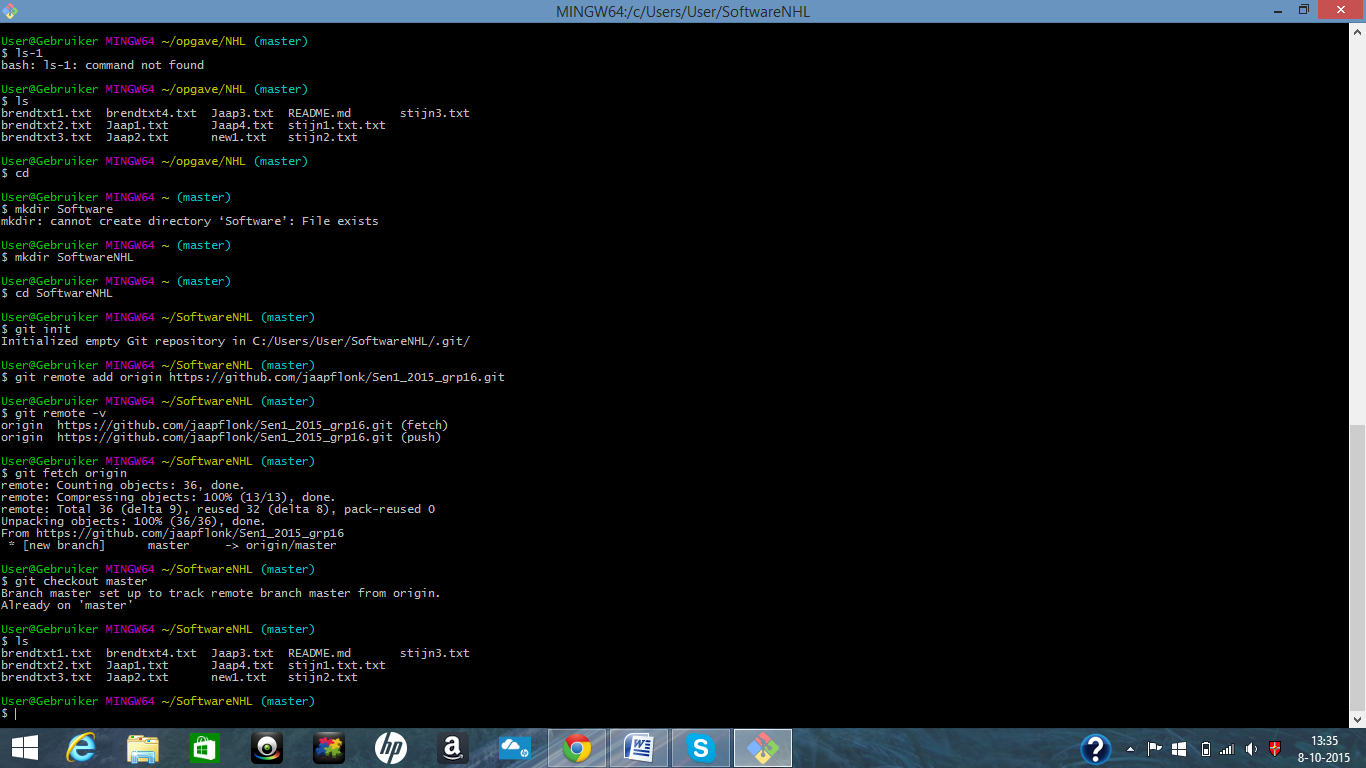 MINGW64:/c/Users/User/SoftwareNHL
User@Gebruiker MINGW64 ~/opgave/NHL (master)
$ ls-1
bash: ls-1: command not found
User@Gebruiker MINGW64 ~/opgave/NHL (master)
$ ls
brendtxt1.txt brendtxt4.txt Jaap3.txt README.md stijn3.txt
brendtxt2.txt Jaap1.txt Jaap4.txt stijn1.txt.txt
brendtxt3.txt Jaap2.txt new1.txt stijn2.txt
User@Gebruiker MINGW64 ~/opgave/NHL (master)
$ cd
User@Gebruiker MINGW64 ~ (master)
$ mkdir Software
mkdir: cannot create directory ‘Software’: File exists
User@Gebruiker MINGW64 ~ (master)
$ mkdir SoftwareNHL
User@Gebruiker MINGW64 ~ (master)
$ cd SoftwareNHL
User@Gebruiker MINGW64 ~/SoftwareNHL (master)
$ git init
Initialized empty Git repository in C:/Users/User/SoftwareNHL/.git/
User@Gebruiker MINGW64 ~/SoftwareNHL (master)
$ git remote add origin https://github.com/jaapflonk/Sen1_2015_grp16.git
User@Gebruiker MINGW64 ~/SoftwareNHL (master)
$ git remote -v
origin https://github.com/jaapflonk/Sen1_2015_grp16.git (fetch)
origin https://github.com/jaapflonk/Sen1_2015_grp16.git (push)
User@Gebruiker MINGW64 ~/SoftwareNHL (master)
$ git fetch origin
remote: Counting objects: 36, done.
remote: Compressing objects: 100% (13/13), done.
remote: Total 36 (delta 9), reused 32 (delta 8), pack-reused 0
Unpacking objects: 100% (36/36), done.
From https://github.com/jaapflonk/Sen1_2015_grp16
* [new branch] master -> origin/master
User@Gebruiker MINGW64 ~/SoftwareNHL (master)
$ git checkout master
Branch master set up to track remote branch master from origin.
Already on 'master'
User@Gebruiker MINGW64 ~/SoftwareNHL (master)
$ ls
brendtxt1.txt brendtxt4.txt Jaap3.txt README.md stijn3.txt
brendtxt2.txt Jaap1.txt Jaap4.txt stijn1.txt.txt
brendtxt3.txt Jaap2.txt new1.txt stijn2.txt
User@Gebruiker MINGW64 ~/SoftwareNHL (master)
$
13:35
8-10-2015